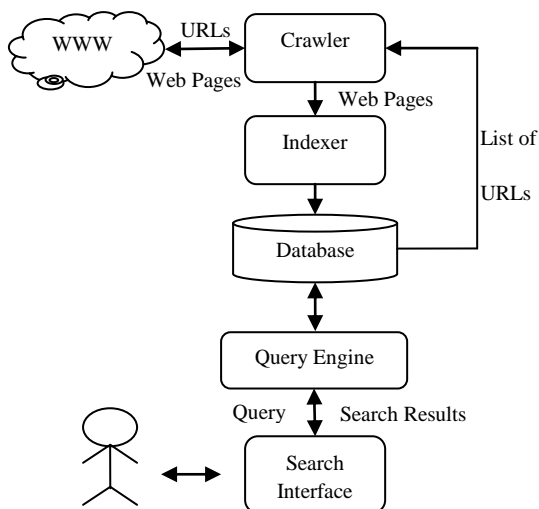 WWW
URLs
Web Pages
Crawler
Web Pages
Indexer
List of
URLs
Database
Query Engine
Query
Search Results
Search
Interface